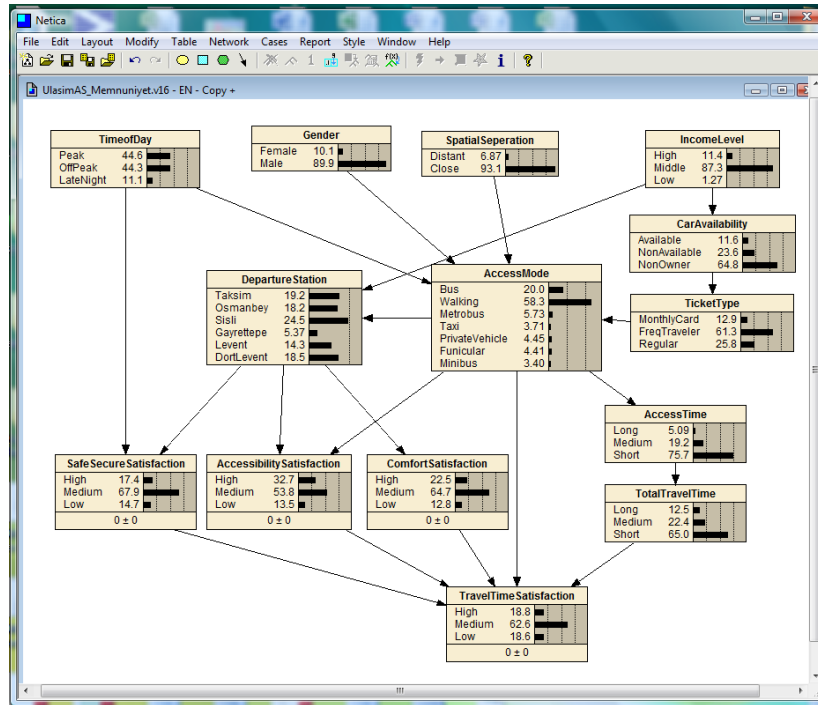 Netica
File Edit Layout Modify Table Network Cases Report Style Window Help
UlasimAS_Memnuniyet.v16 - EN - Copy +
TimeofDay
Peak 44.6
OffPeak 44.3
LateNight 11.1
Gender
Female 10.1
Male 89.9
SpatialSeperation
Distant 6.87
Close 93.1
IncomeLevel
High 11.4
Middle 87.3
Low 1.27
CarAvailability
Available 11.6
NonAvailable 23.6
NonOwner 64.8
DepartureStation
Taksim 19.2
Osmanbey 18.2
Sisli 24.5
Gayrettepe 5.37
Levent 14.3
DortLevent 18.5
AccessMode
Bus 20.0
Walking 58.3
Metrobus 5.73
Taxi 3.71
PrivateVehicle 4.45
Funicular 4.41
Minibus 3.40
TicketType
MonthlyCard 12.9
FreqTraveler 61.3
Regular 25.8
AccessTime
Long 5.09
Medium 19.2
Short 75.7
SafeSecureSatisfaction
High 17.4
Medium 67.9
Low 14.7
0 ± 0
AccessibilitySatisfaction
High 32.7
Medium 53.8
Low 13.5
0 ± 0
ComfortSatisfaction
High 22.5
Medium 64.7
Low 12.8
0 ± 0
TotalTravelTime
Long 12.5
Medium 22.4
Short 65.0
TravelTimeSatisfaction
High 18.8
Medium 62.6
Low 18.6
0 ± 0